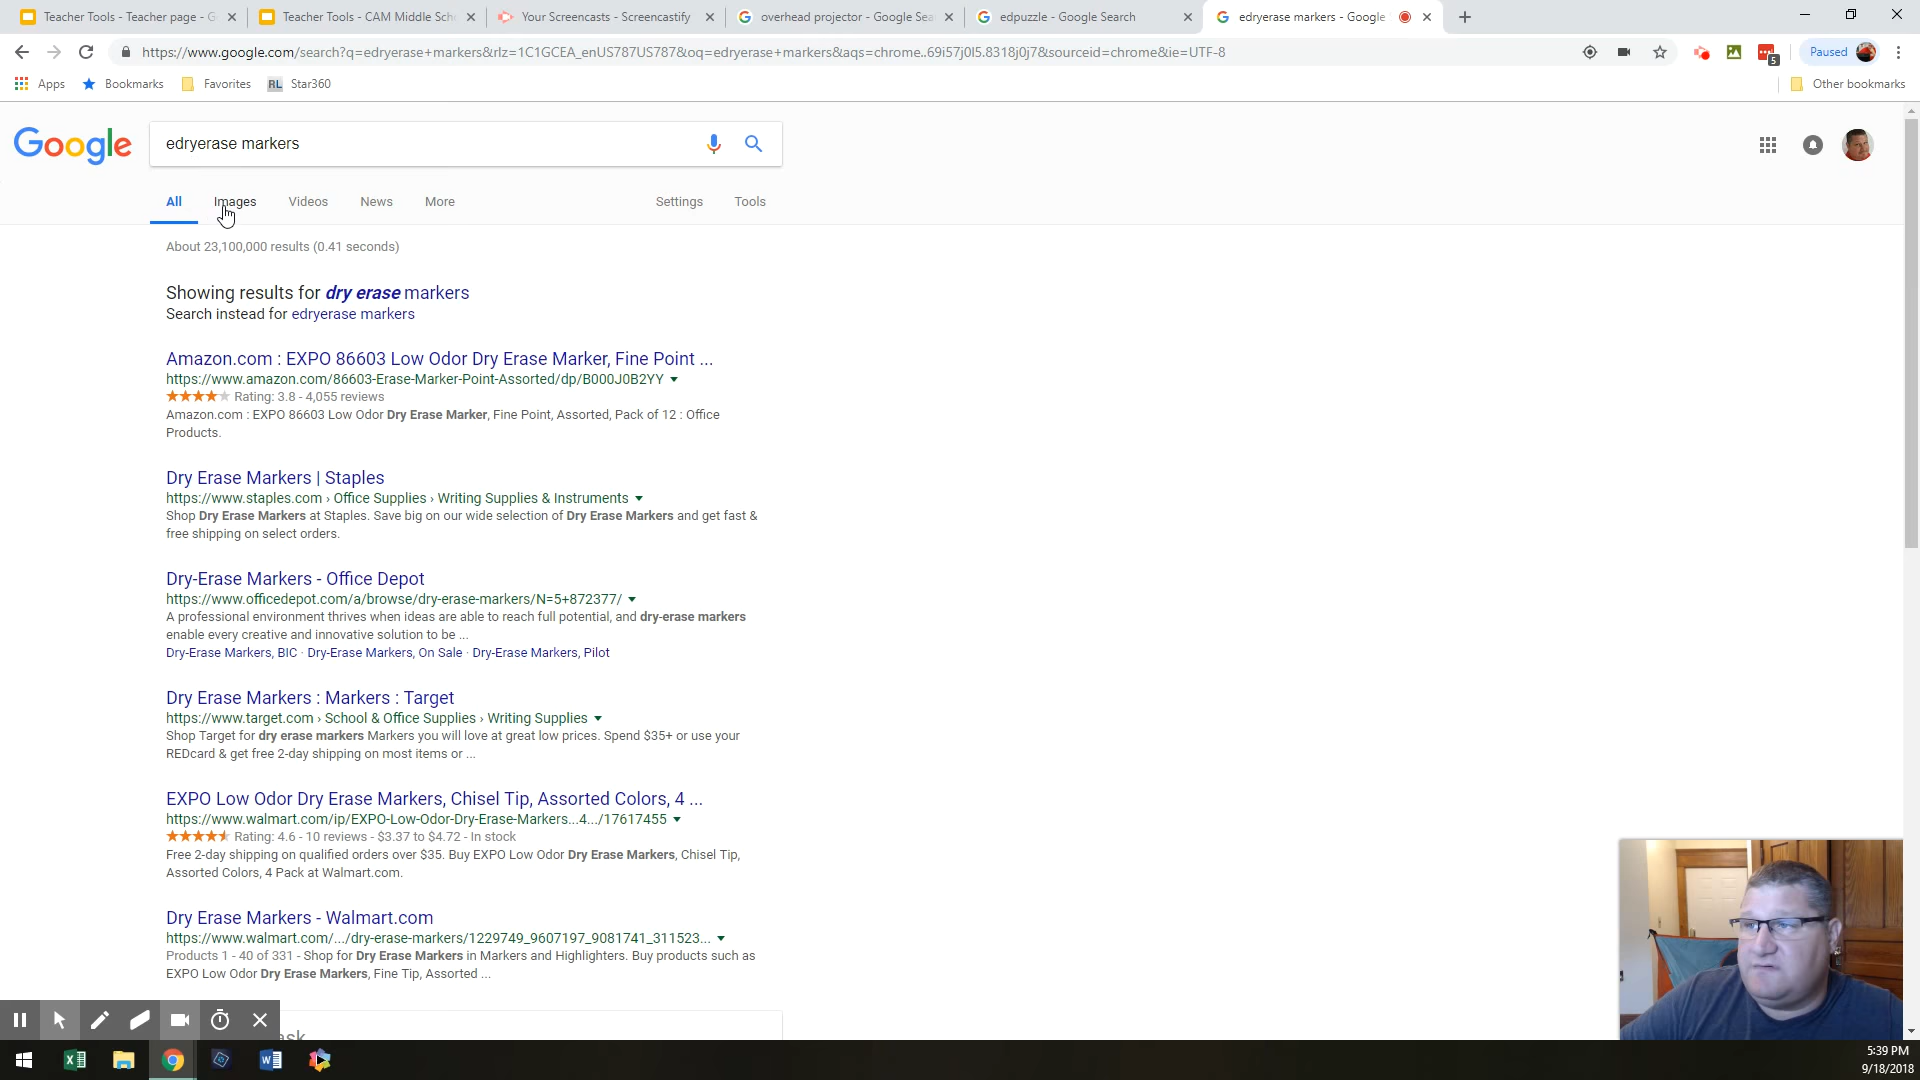 Teacher Tools - Teacher page - G
Teacher Tools - CAM Middle Sch
Your Screencasts - Screencastify
overhead projector - Google Sea
edpuzzle - Google Search
edryerase markers - Google
https://www.google.com/search?q=edryerase+markers&rlz=1C1GCEA_enUS787US787&oq=edryerase+markers&aqs=chrome..69i57j0l5.8318j0j7&sourceid=chrome&ie=UTF-8
5
Paused
Apps
Bookmarks
Favorites
RL Star360
Other bookmarks
Google
edryerase markers
All
Images
Videos
News
More
Settings
Tools
About 23,100,000 results (0.41 seconds)
Showing results for dry erase markers
Search instead for edryerase markers
Amazon.com : EXPO 86603 Low Odor Dry Erase Marker, Fine Point ...
https://www.amazon.com/86603-Erase-Marker-Point-Assorted/dp/B000J0B2YY
Rating: 3.8 - 4,055 reviews
Amazon.com : EXPO 86603 Low Odor Dry Erase Marker, Fine Point, Assorted, Pack of 12 : Office
Products.
Dry Erase Markers | Staples
https://www.staples.com › Office Supplies › Writing Supplies & Instruments
Shop Dry Erase Markers at Staples. Save big on our wide selection of Dry Erase Markers and get fast &
free shipping on select orders.
Dry-Erase Markers - Office Depot
https://www.officedepot.com/a/browse/dry-erase-markers/N=5+872377/
A professional environment thrives when ideas are able to reach full potential, and dry-erase markers
enable every creative and innovative solution to be ...
Dry-Erase Markers, BIC · Dry-Erase Markers, On Sale · Dry-Erase Markers, Pilot
Dry Erase Markers : Markers : Target
https://www.target.com › School & Office Supplies › Writing Supplies
Shop Target for dry erase markers Markers you will love at great low prices. Spend $35+ or use your
REDcard & get free 2-day shipping on most items or ...
EXPO Low Odor Dry Erase Markers, Chisel Tip, Assorted Colors, 4 ...
https://www.walmart.com/ip/EXPO-Low-Odor-Dry-Erase-Markers...4.../17617455
Rating: 4.6 - 10 reviews - $3.37 to $4.72 - In stock
Free 2-day shipping on qualified orders over $35. Buy EXPO Low Odor Dry Erase Markers, Chisel Tip,
Assorted Colors, 4 Pack at Walmart.com.
Dry Erase Markers - Walmart.com
https://www.walmart.com/.../dry-erase-markers/1229749_9607197_9081741_311523...
Products 1 - 40 of 331 - Shop for Dry Erase Markers in Markers and Highlighters. Buy products such as
EXPO Low Odor Dry Erase Markers, Fine Tip, Assorted ...
ask
5:39 PM
9/18/2018